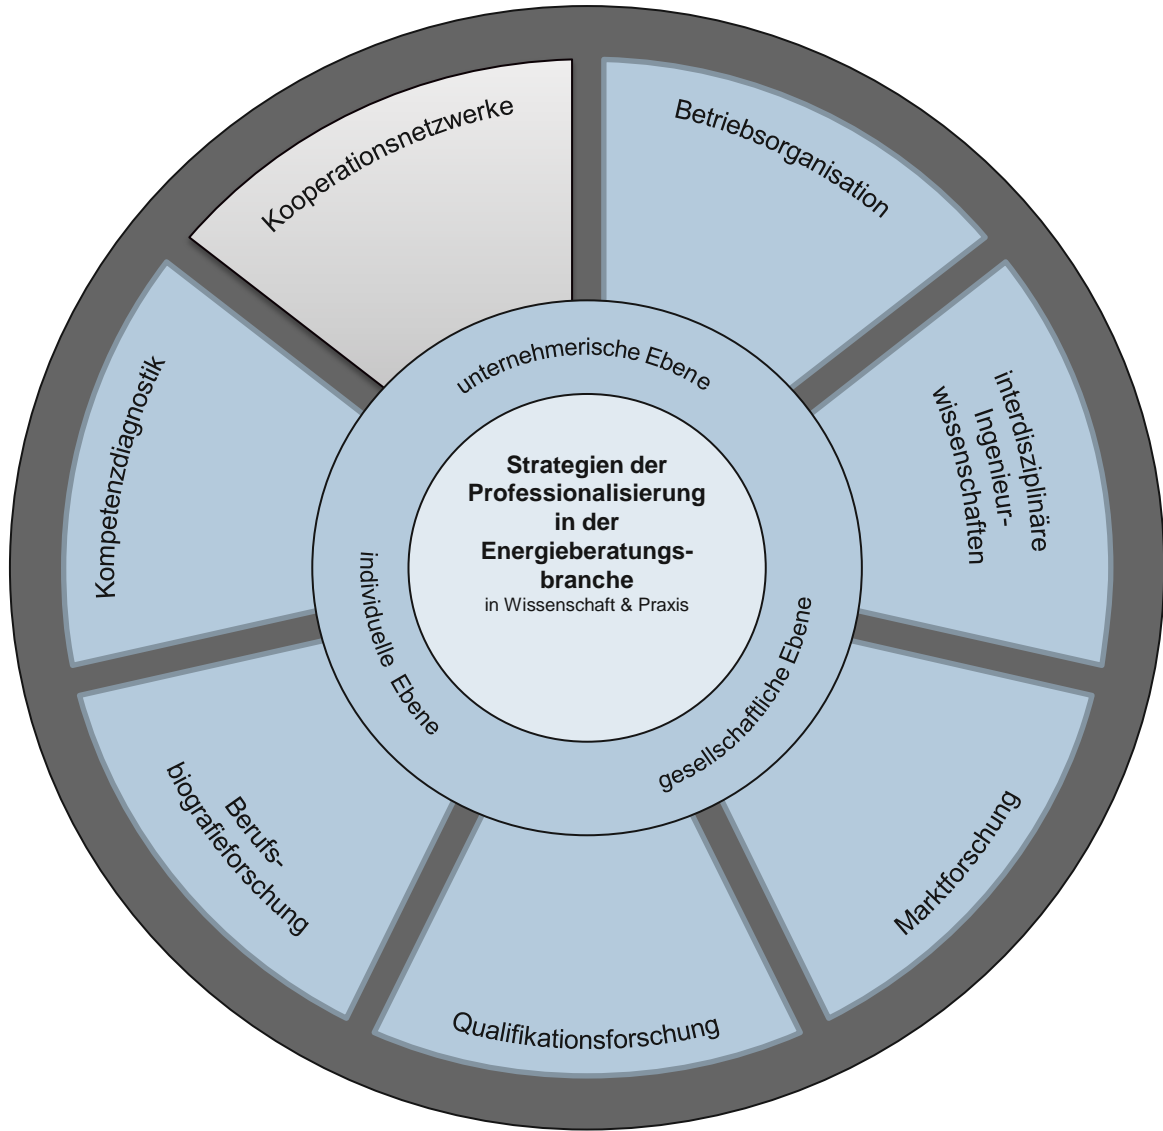 Kooperationsnetzwerke
Betriebsorganisation
interdisziplinäre
Ingenieur-
wissenschaften
Marktforschung
Qualifikationsforschung
Berufs-
biografieforschung
Kompetenzdiagnostik
unternehmerische Ebene
gesellschaftliche Ebene
individuelle Ebene
Strategien der
Professionalisierung
in der
Energieberatungs-
branche
in Wissenschaft & Praxis